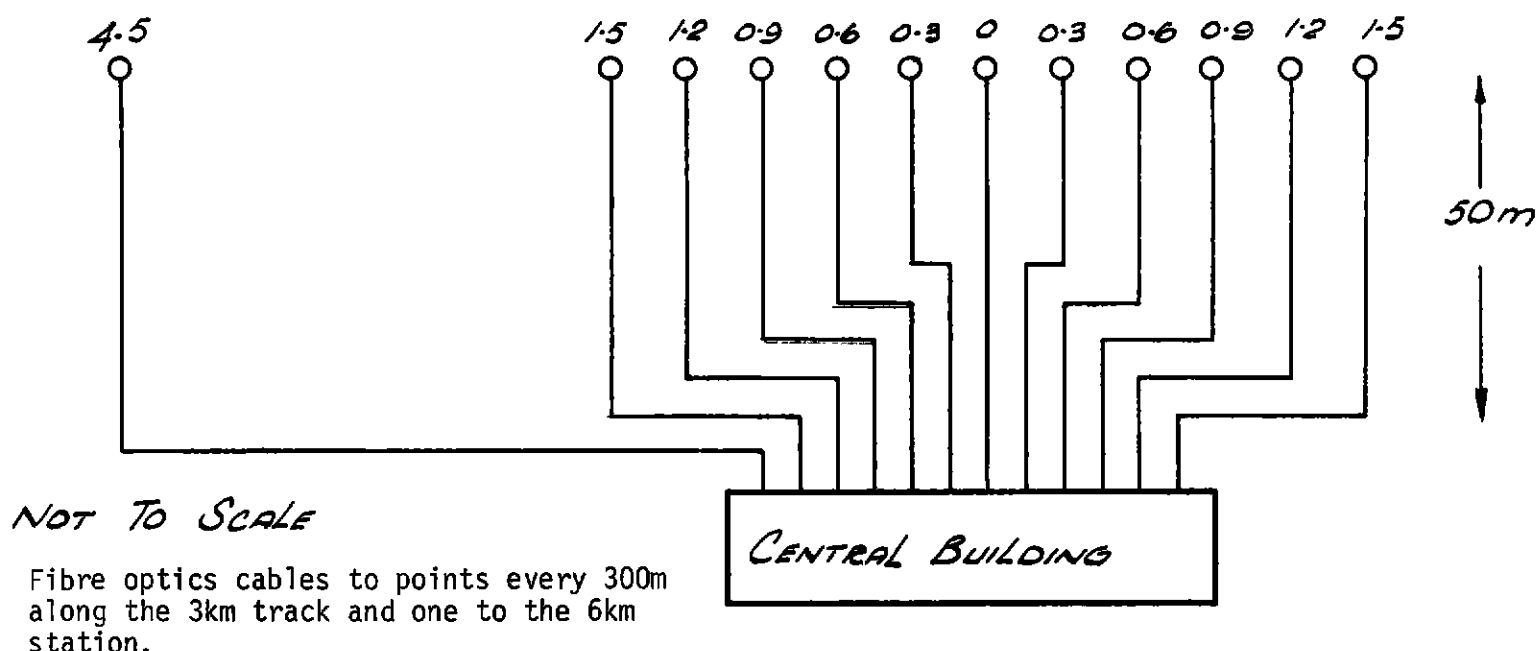 4.5 1.5 1.2 0.9 0.6 0.3 0 0.3 0.6 0.9 1.2 1.5
50m
NOT TO SCALE
CENTRAL BUILDING
Fibre optics cables to points every 300m
along the 3km track and one to the 6km
station.